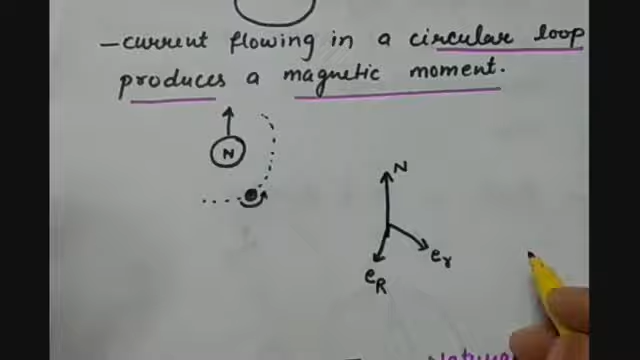 - current flowing in a circular loop
produces a magnetic moment.
N
N
er
eR